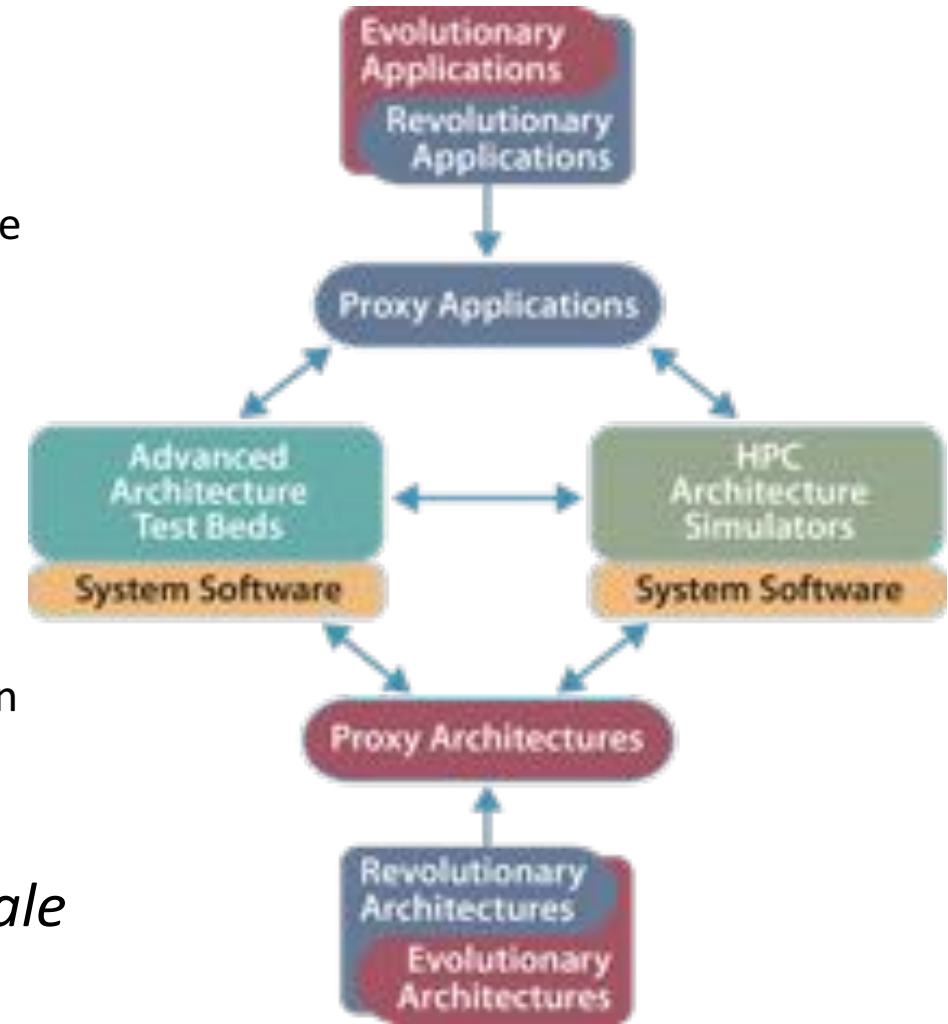 Evolutionary
Applications
Revolutionary
Applications
e
Proxy Applications
Advanced
Architecture
Test Beds
HPC
Architecture
Simulators
System Software
System Software
n
Proxy Architectures
ale
Revolutionary
Architectures
Evolutionary
Architectures